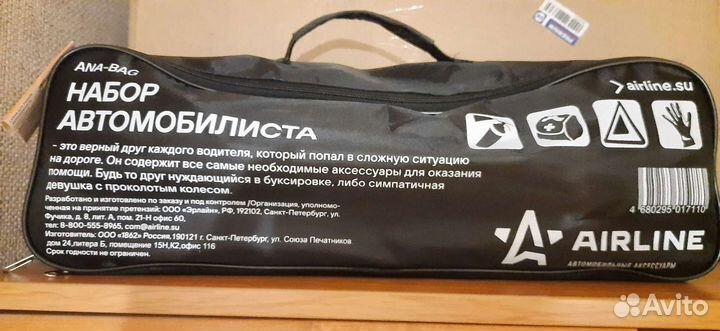 ANA-BAG
НАБОР
АВТОМОБИЛИСТА
- это верный друг каждого водителя, который попал в сложную ситуацию
на дороге. Он содержит все самые необходимые аксессуары для оказания
помощи. Будь то друг нуждающийся в буксировке, либо симпатичная
девушка с проколотым колесом.
Разработано и изготовлено по заказу и под контролем /Организация, уполномо-
ченная на принятие претензий: ООО «Эрлайн», РФ, 192102, Санкт-Петербург, ул.
Фучика, д. 8, лит. А, пом. 21-Н офис 60,
тел: 8-800-555-8965, com@airline.su
Изготовитель: ООО «1862» Россия,190121 г. Санкт-Петербург, ул. Союза Печатников
дом 24,литера Б, помещение 15Н,К2,офис 116
Срок годности не ограничен.
airline.su
4 680295 017110
AIRLINE
АВТОМОБИЛЬНЫЕ АКСЕССУАРЫ
Avito